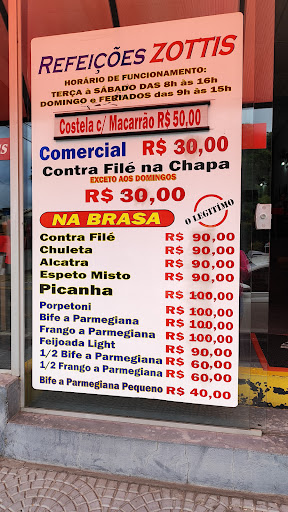 REFEIÇÕES ZOTTIS
HORÁRIO DE FUNCIONAMENTO:
TERÇA à SÁBADO DAS 8h às 16h
DOMINGO e FERIADOS das 9h às 15h
Costela c/ Macarrão R$ 50,00
Comercial R$ 30,00
Contra Filé na Chapa
EXCETO AOS DOMINGOS
R$ 30,00
NA BRASA
O LEGÍTIMO
Contra Filé R$ 90,00
Chuleta R$ 90,00
Alcatra R$ 90,00
Espeto Misto R$ 90,00
Picanha R$ 100,00
Porpetoni R$ 100,00
Bife a Parmegiana R$ 100,00
Frango a Parmegiana R$ 100,00
Feijoada Light R$ 90,00
1/2 Bife a Parmegiana R$ 60,00
1/2 Frango a Parmegiana R$ 60,00
Bife a Parmegiana Pequeno R$ 40,00